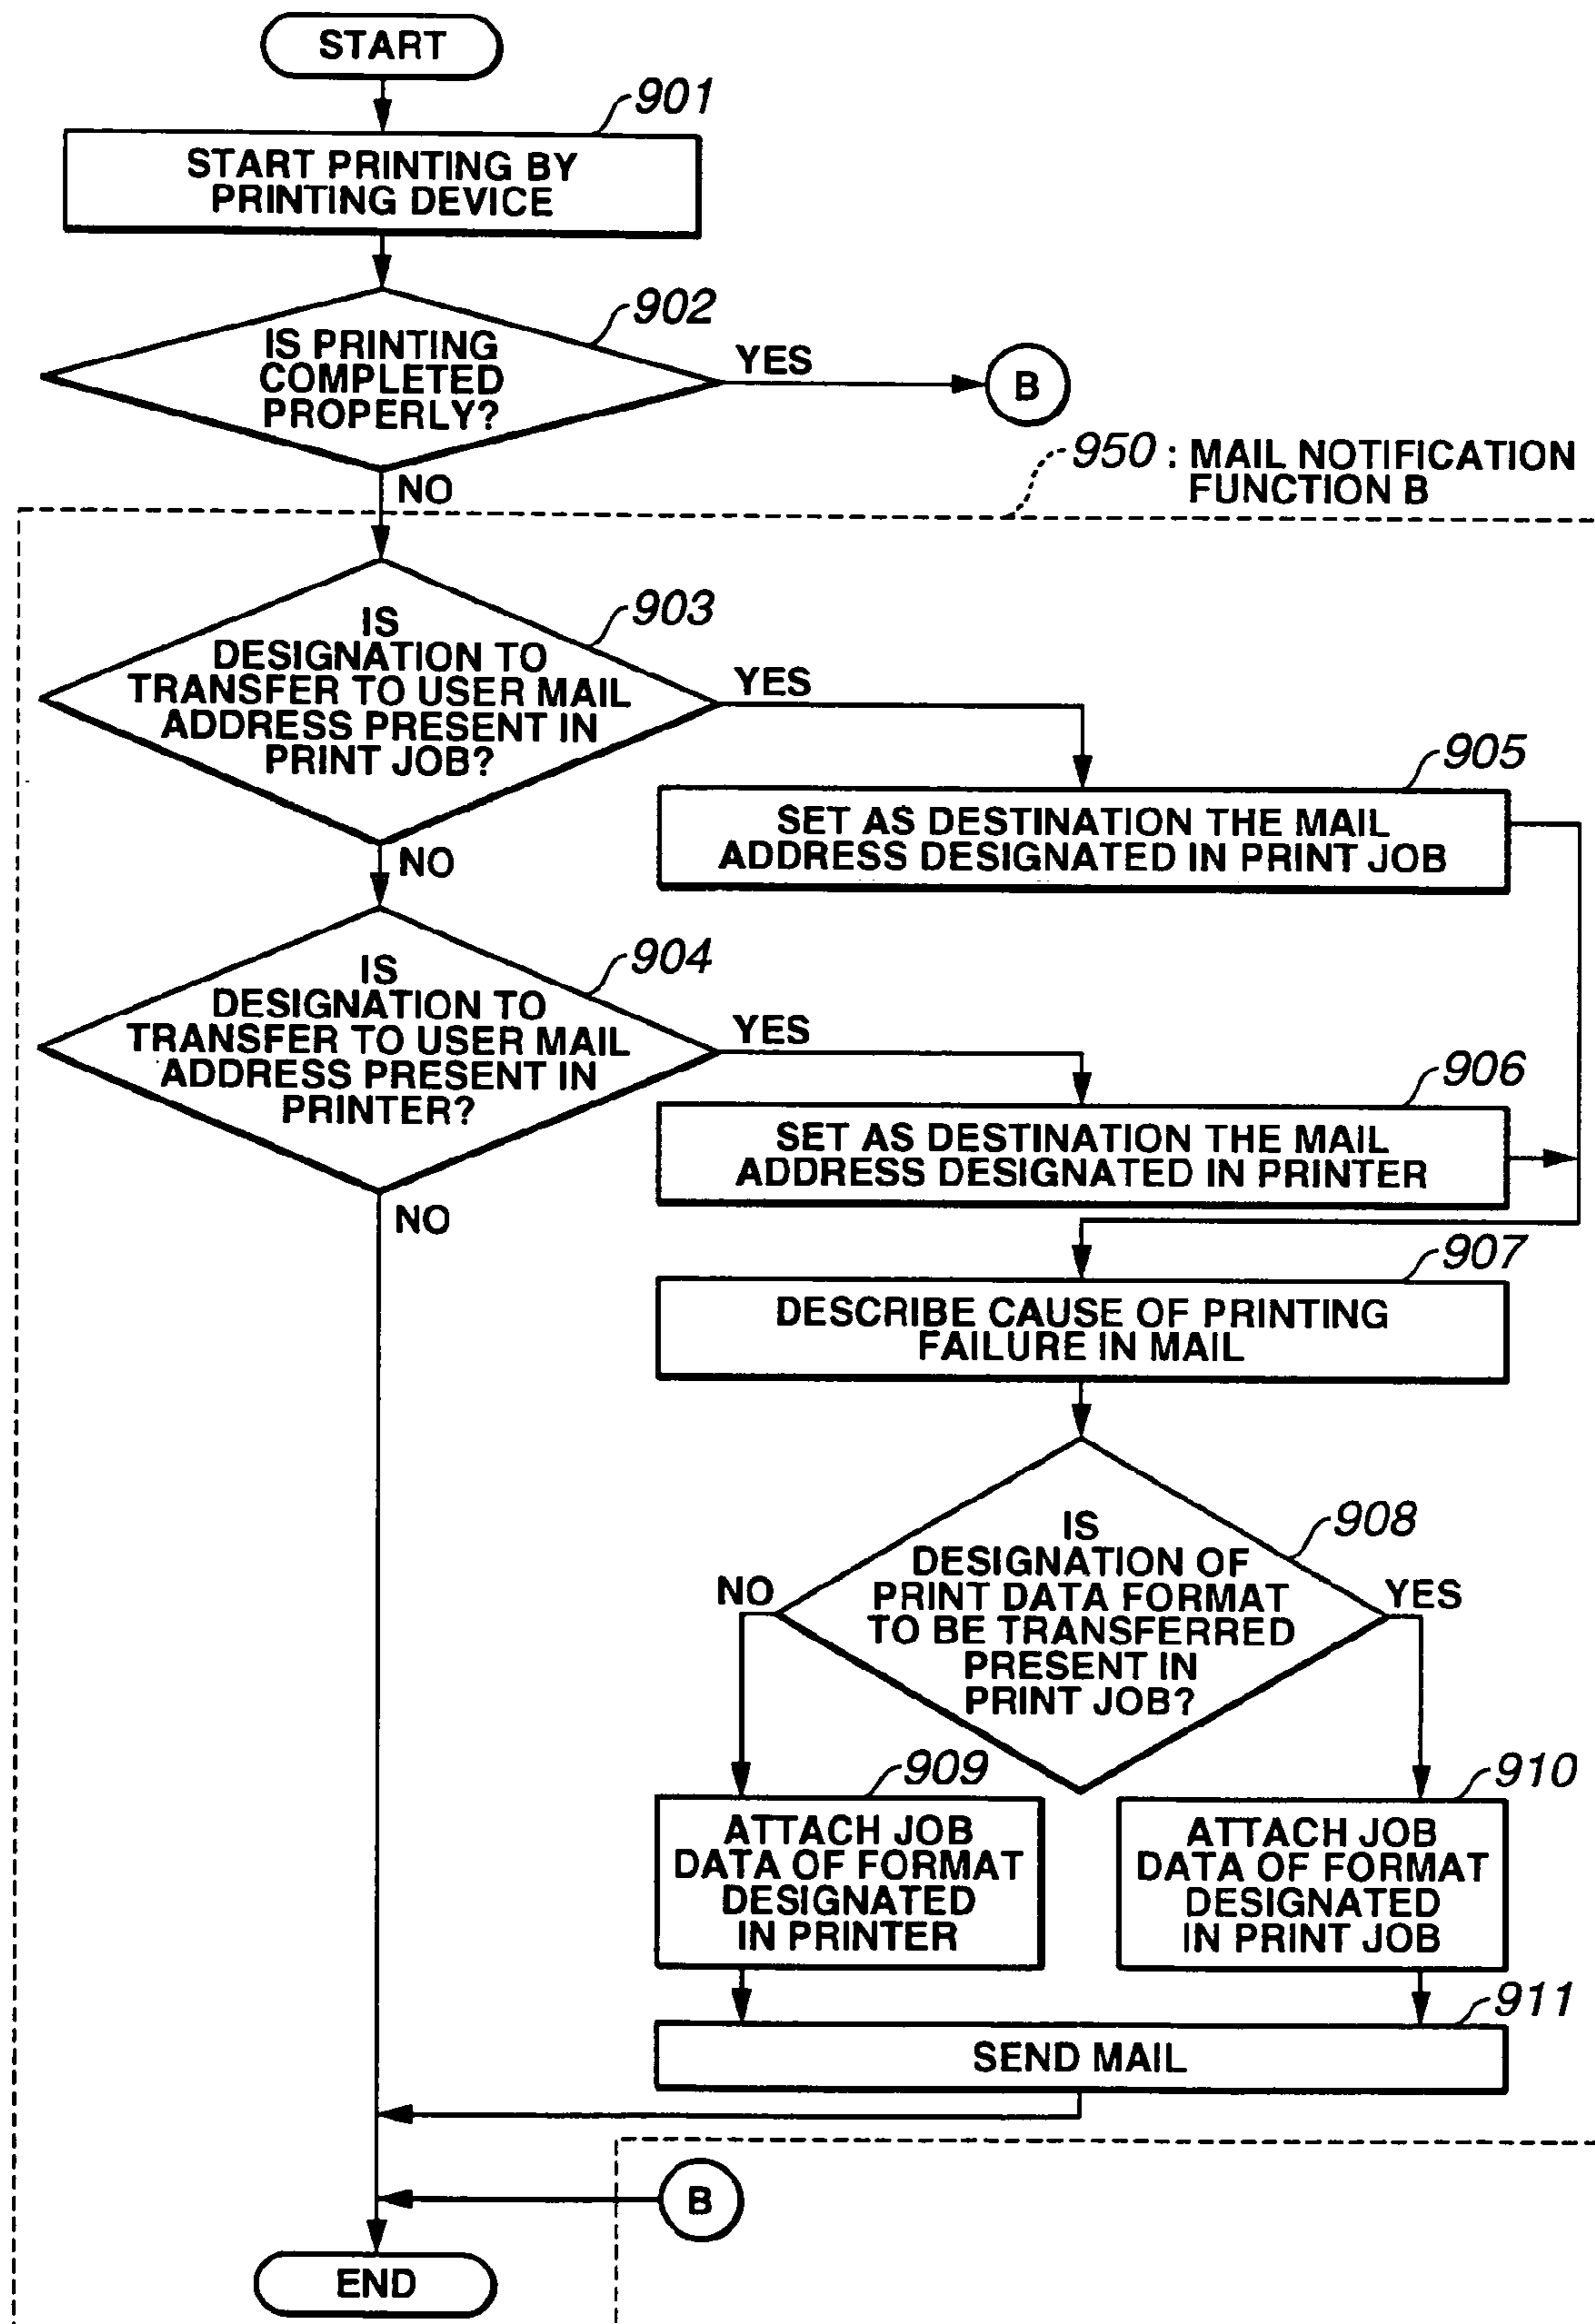 START
901
START PRINTING BY
PRINTING DEVICE
902
IS PRINTING
COMPLETED
PROPERLY?
YES
B
NO
950 : MAIL NOTIFICATION
FUNCTION B
903
IS
DESIGNATION TO
TRANSFER TO USER MAIL
ADDRESS PRESENT IN
PRINT JOB?
YES
NO
905
SET AS DESTINATION THE MAIL
ADDRESS DESIGNATED IN PRINT JOB
904
IS
DESIGNATION TO
TRANSFER TO USER MAIL
ADDRESS PRESENT IN
PRINTER?
YES
NO
906
SET AS DESTINATION THE MAIL
ADDRESS DESIGNATED IN PRINTER
907
DESCRIBE CAUSE OF PRINTING
FAILURE IN MAIL
908
IS
DESIGNATION OF
PRINT DATA FORMAT
TO BE TRANSFERRED
PRESENT IN
PRINT JOB?
NO
YES
909
ATTACH JOB
DATA OF FORMAT
DESIGNATED
IN PRINTER
910
ATTACH JOB
DATA OF FORMAT
DESIGNATED
IN PRINT JOB
911
SEND MAIL
B
END